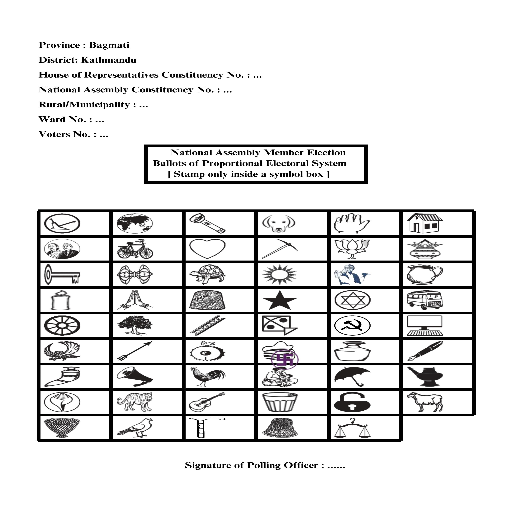 Province : Bagmati
District: Kathmandu
House of Representatives Constituency No. : ...
National Assembly Constituency No. : ...
Rural/Municipality : ...
Ward No. : ...
Voters No. : ...
National Assembly Member Election
Ballots of Proportional Electoral System
[ Stamp only inside a symbol box ]
Signature of Polling Officer : ......